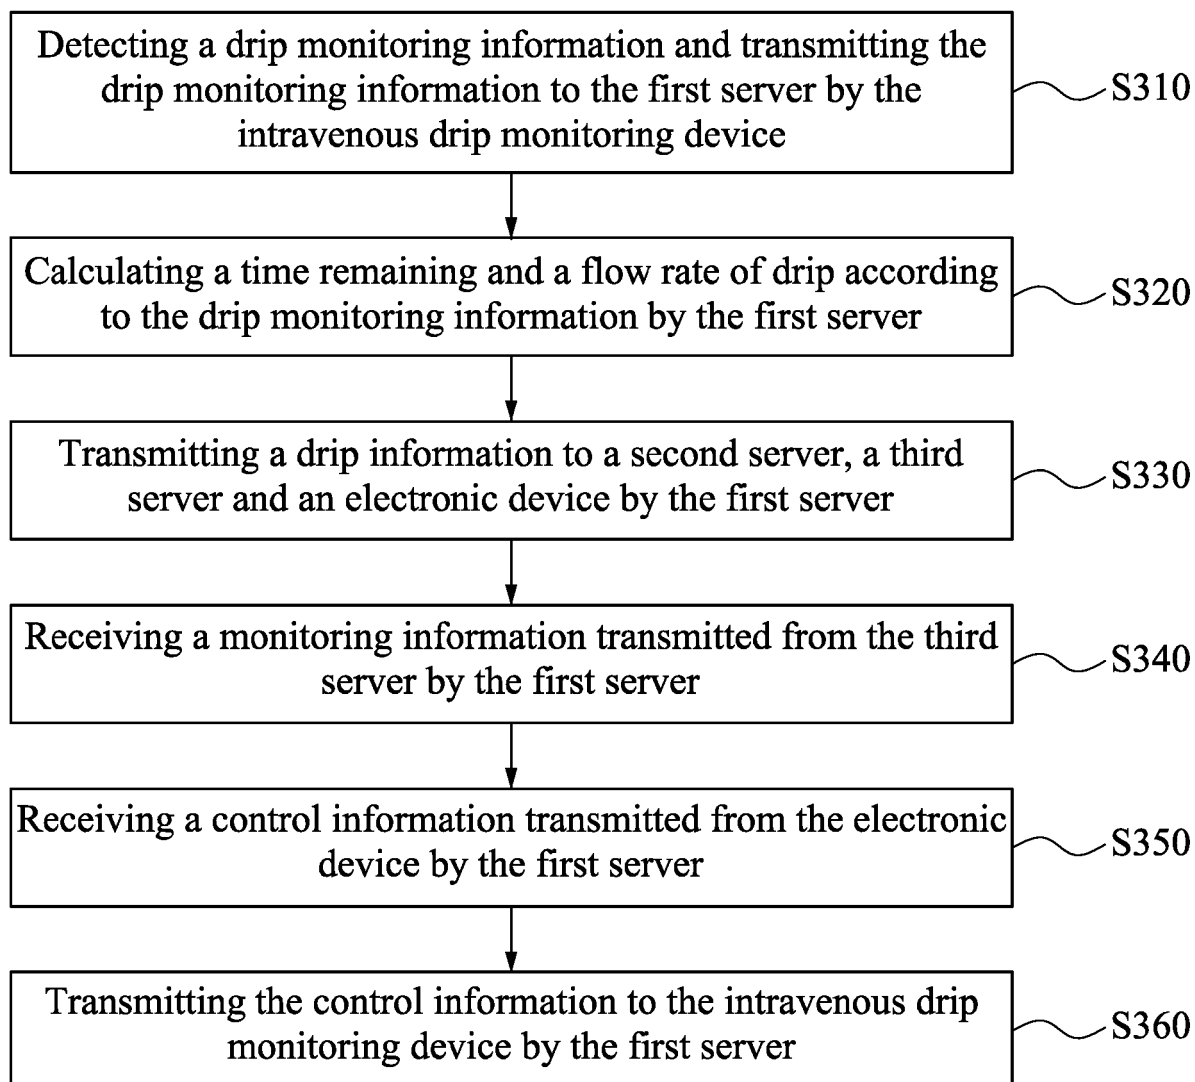 Detecting a drip monitoring information and transmitting the
drip monitoring information to the first server by the
intravenous drip monitoring device
S310
Calculating a time remaining and a flow rate of drip according
to the drip monitoring information by the first server
S320
Transmitting a drip information to a second server, a third
server and an electronic device by the first server
S330
Receiving a monitoring information transmitted from the third
server by the first server
S340
Receiving a control information transmitted from the electronic
device by the first server
S350
Transmitting the control information to the intravenous drip
monitoring device by the first server
S360